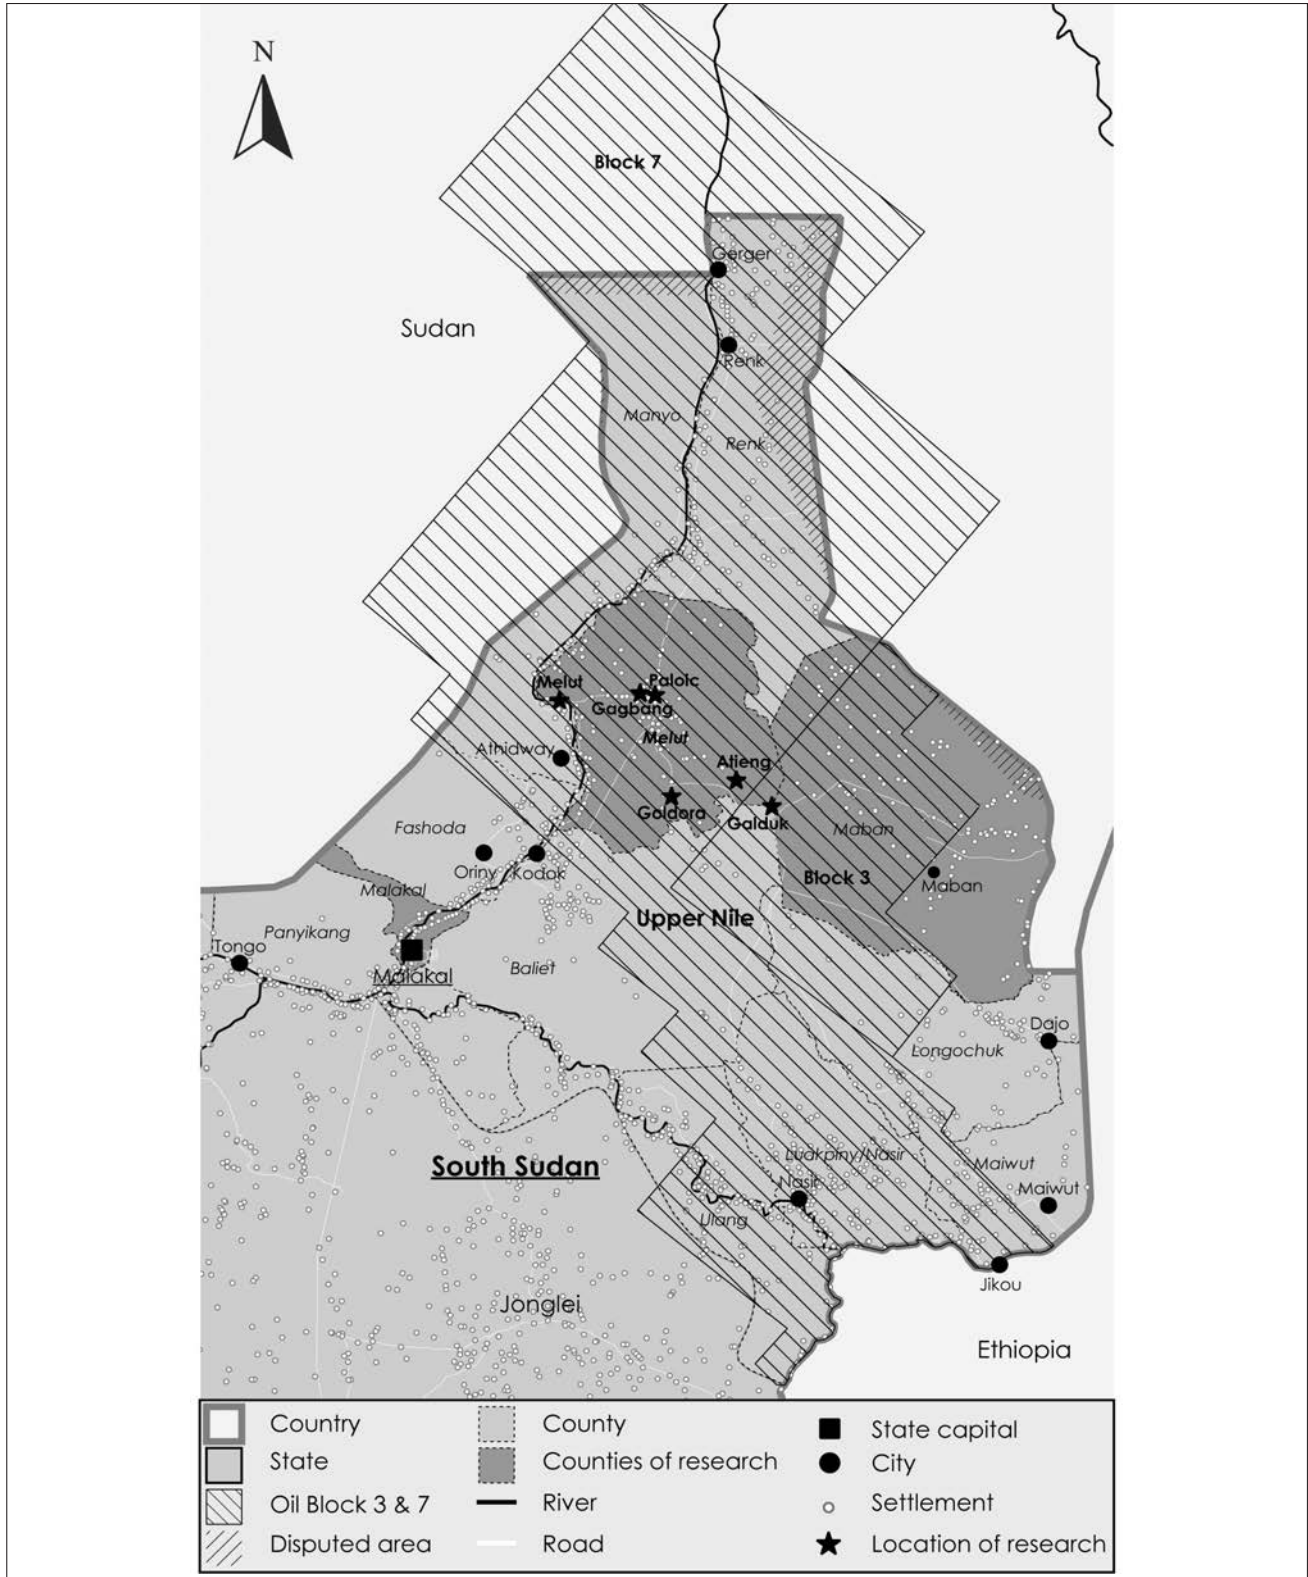 N
Block 7
Gerger
Sudan
Renk
Manyo
Renk
Melut
Paloic
Gagbang
Melut
Athidway
Atieng
Goldora
Galduk
Maban
Fashoda
Oriny
Kodok
Block 3
Maban
Malakal
Upper Nile
Panyikang
Tongo
Malakal
Baliet
Dajo
Longochuk
South Sudan
Luakpiny/Nasir
Maiwut
Nasir
Maiwut
Ulang
Jikou
Jonglei
Ethiopia
Country
County
State capital
State
Counties of research
City
Oil Block 3 & 7
River
Settlement
Disputed area
Road
Location of research